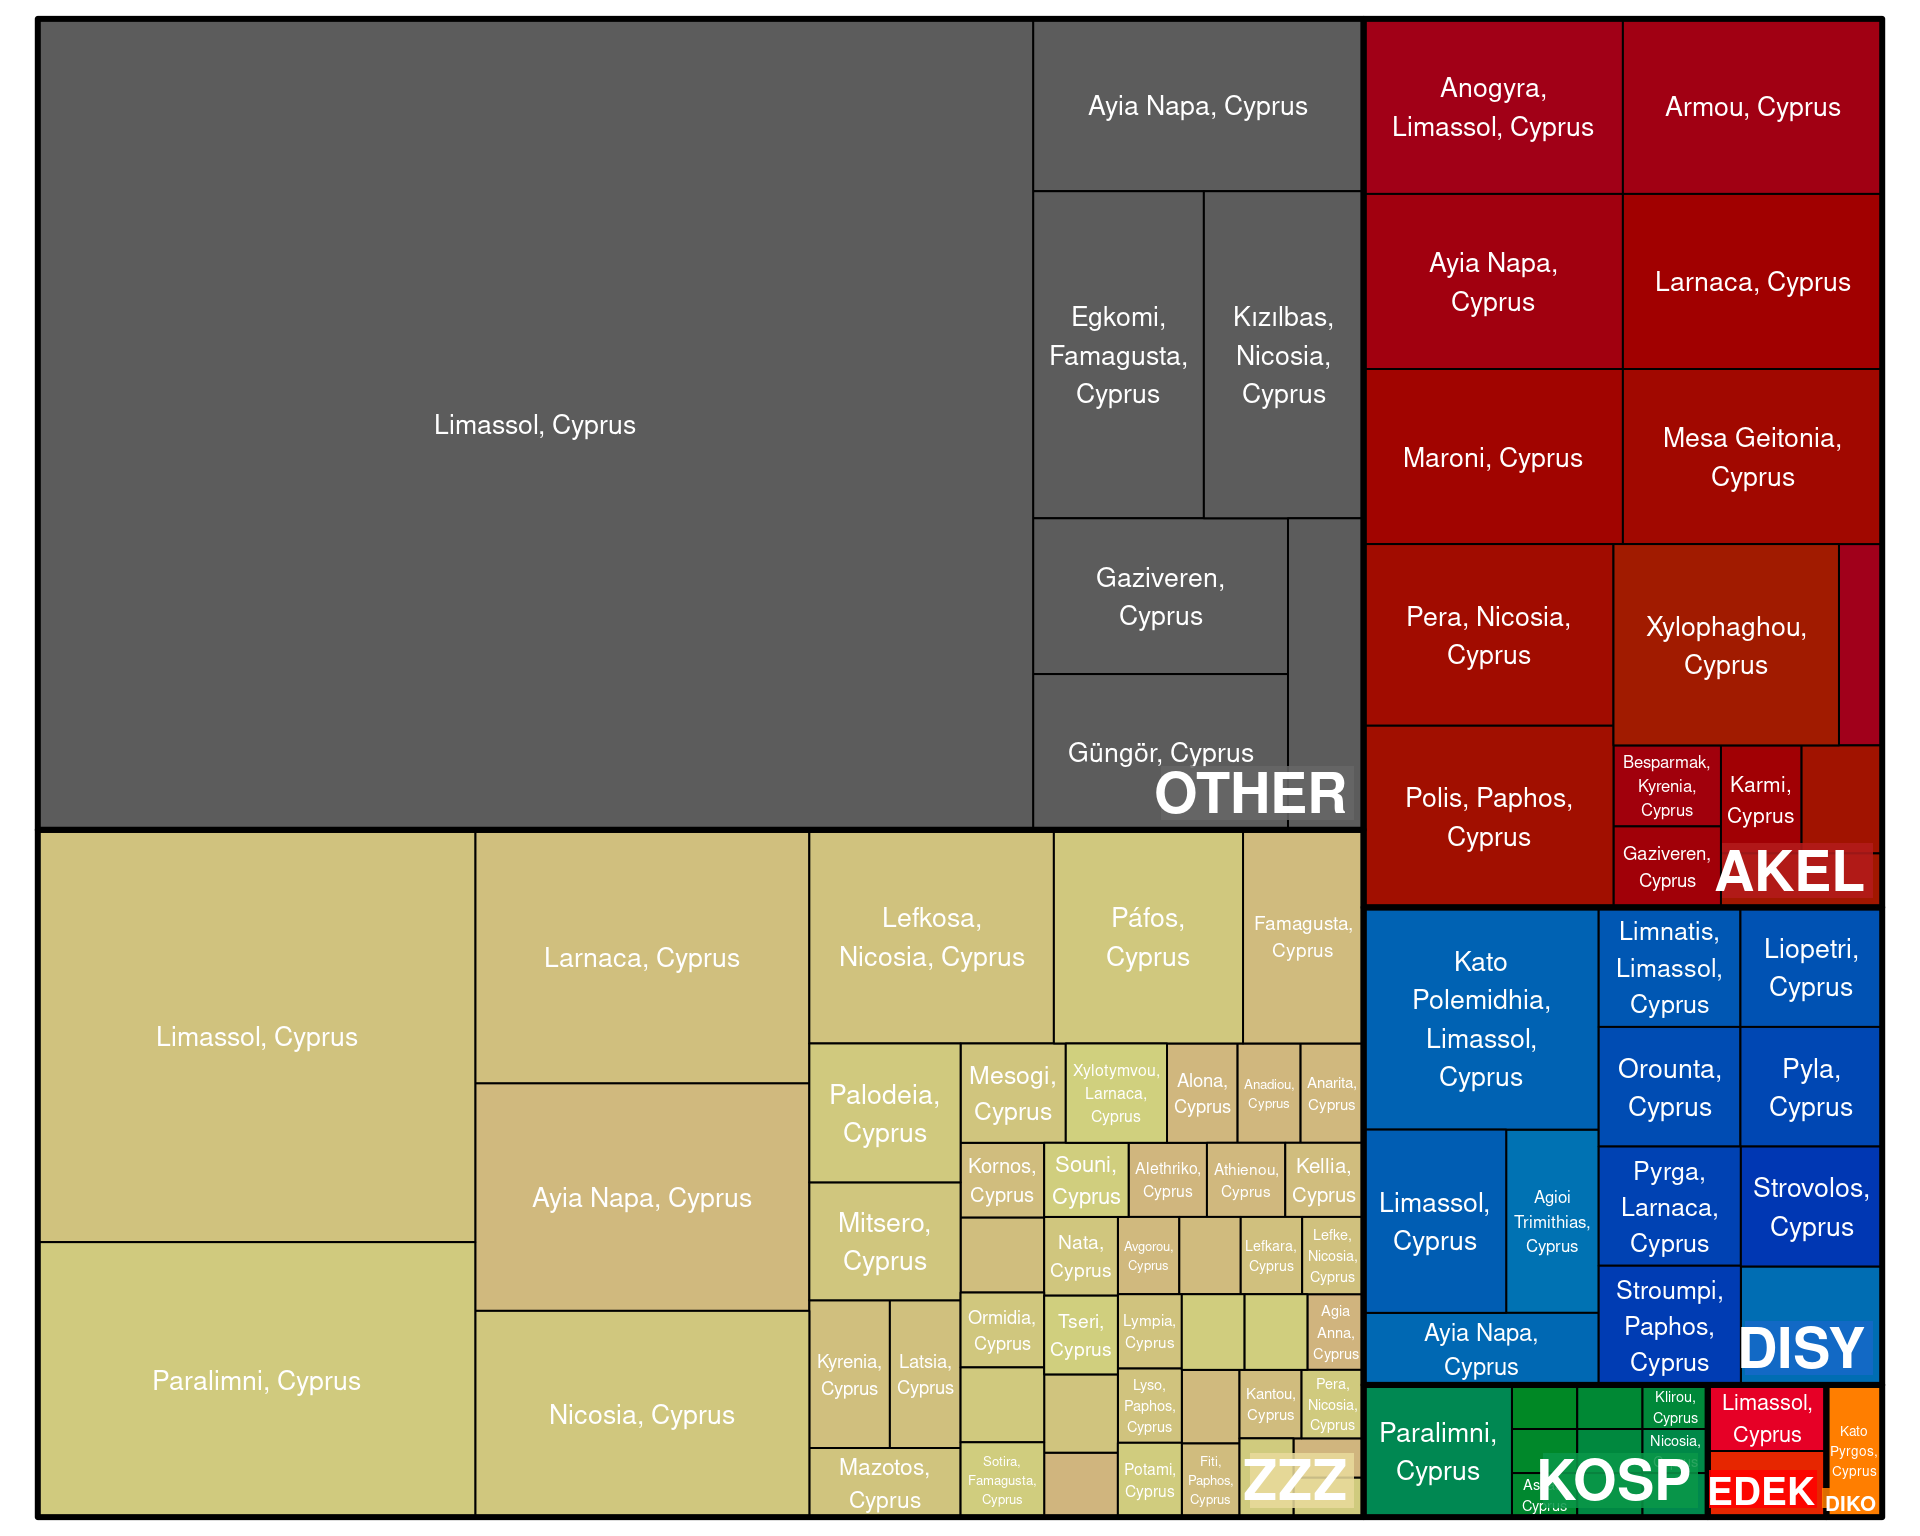 Limassol, Cyprus
Ayia Napa, Cyprus
Egkomi,
Famagusta,
Cyprus
Kızılbas,
Nicosia,
Cyprus
Gaziveren,
Cyprus
Güngör, Cyprus
OTHER
Anogyra,
Limassol, Cyprus
Armou, Cyprus
Ayia Napa,
Cyprus
Larnaca, Cyprus
Maroni, Cyprus
Mesa Geitonia,
Cyprus
Pera, Nicosia,
Cyprus
Xylophaghou,
Cyprus
Polis, Paphos,
Cyprus
Besparmak,
Kyrenia,
Cyprus
Karmi,
Cyprus
Gaziveren,
Cyprus
AKEL
Limassol, Cyprus
Paralimni, Cyprus
Larnaca, Cyprus
Ayia Napa, Cyprus
Nicosia, Cyprus
Lefkosa,
Nicosia, Cyprus
Páfos,
Cyprus
Famagusta,
Cyprus
Palodeia,
Cyprus
Mitsero,
Cyprus
Kyrenia,
Cyprus
Latsia,
Cyprus
Mazotos,
Cyprus
Mesogi,
Cyprus
Xylotymvou,
Larnaca,
Cyprus
Alona,
Cyprus
Anadiou,
Cyprus
Anarita,
Cyprus
Kornos,
Cyprus
Souni,
Cyprus
Alethriko,
Cyprus
Athienou,
Cyprus
Kellia,
Cyprus
Nata,
Cyprus
Avgorou,
Cyprus
Lefkara,
Cyprus
Lefke,
Nicosia,
Cyprus
Ormidia,
Cyprus
Tseri,
Cyprus
Lympia,
Cyprus
Agia
Anna,
Cyprus
Lyso,
Paphos,
Cyprus
Kantou,
Cyprus
Pera,
Nicosia,
Cyprus
Sotira,
Famagusta,
Cyprus
Potami,
Cyprus
Fiti,
Paphos,
Cyprus
ZZZ
Kato
Polemidhia,
Limassol,
Cyprus
Limnatis,
Limassol,
Cyprus
Liopetri,
Cyprus
Orounta,
Cyprus
Pyla,
Cyprus
Limassol,
Cyprus
Agioi
Trimithias,
Cyprus
Pyrga,
Larnaca,
Cyprus
Strovolos,
Cyprus
Ayia Napa,
Cyprus
Stroumpi,
Paphos,
Cyprus
DISY
Paralimni,
Cyprus
Klirou,
Cyprus
Nicosia,
Cyprus
KOSP
Limassol,
Cyprus
EDEK
Kato
Pyrgos,
Cyprus
DIKO